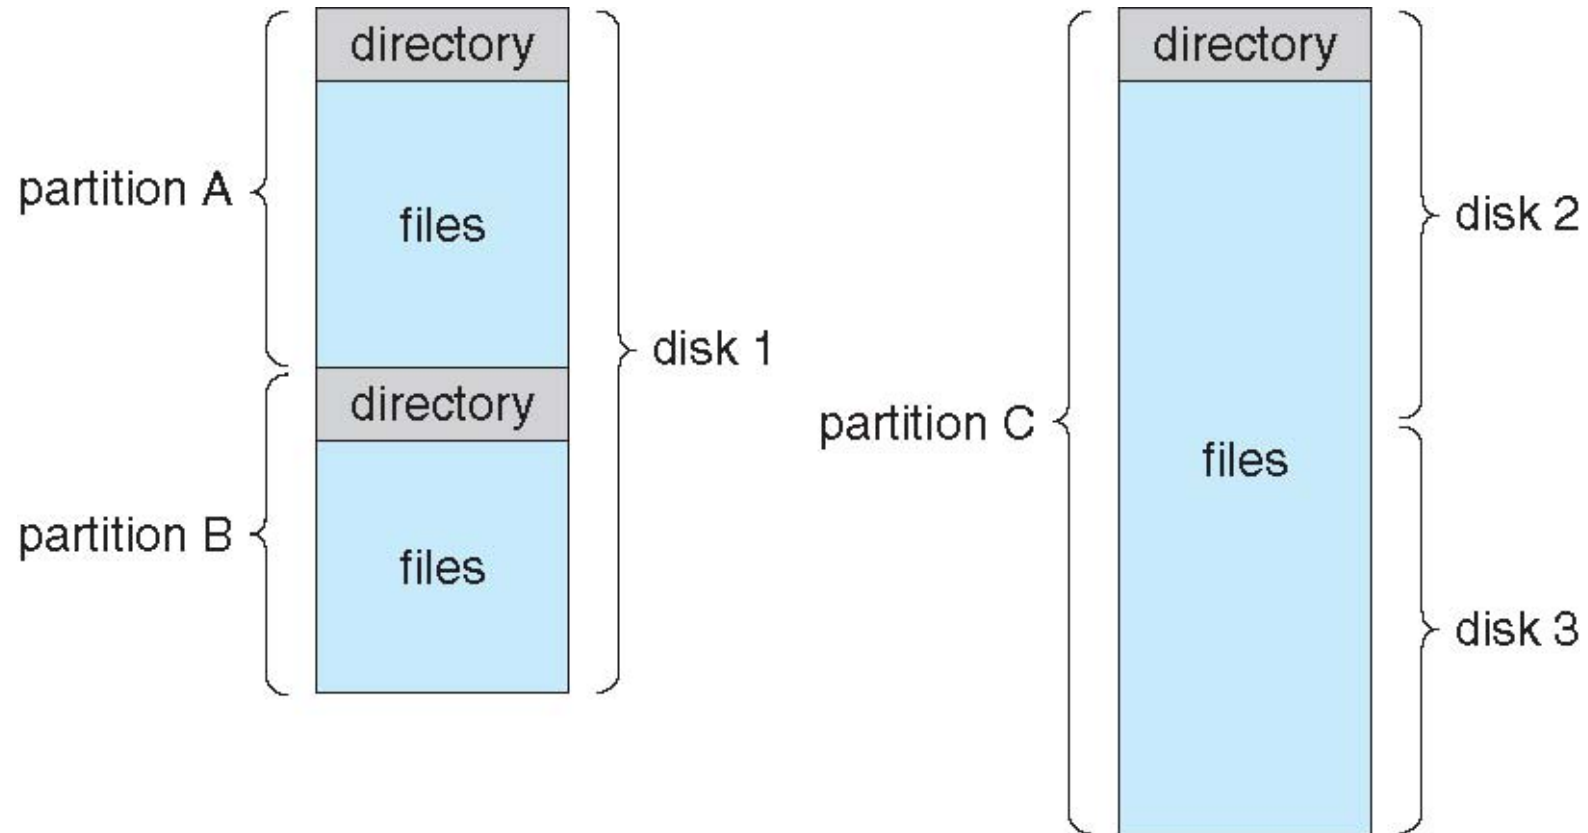 directory
partition A
files
disk 1
directory
partition B
files
directory
disk 2
partition C
files
disk 3